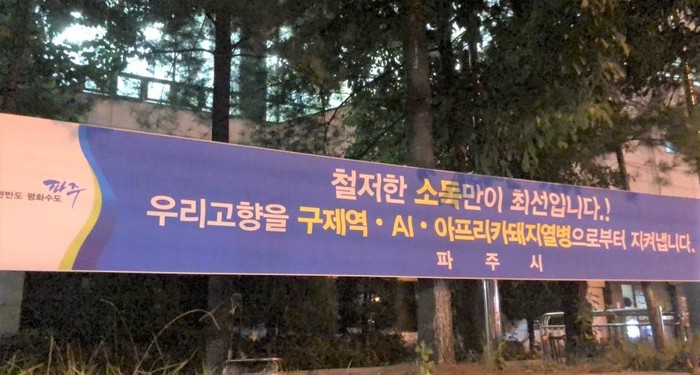 파주
한반도 평화수도
철저한 소독만이 최선입니다.!
우리고향을 구제역·AI·아프리카돼지열병으로부터 지켜냅니다.
파 주 시